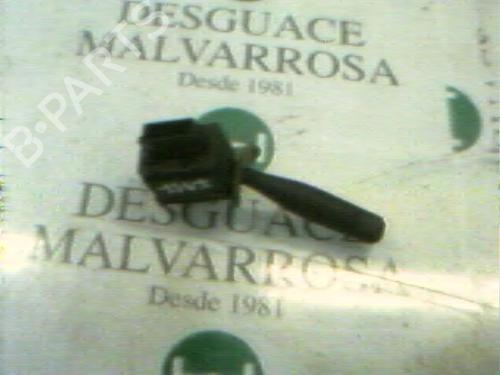 DESGUACE
MALVARROSA
Desde 1981
B-PARTS
DESGUACE
MALVARROSA
Desde 1981